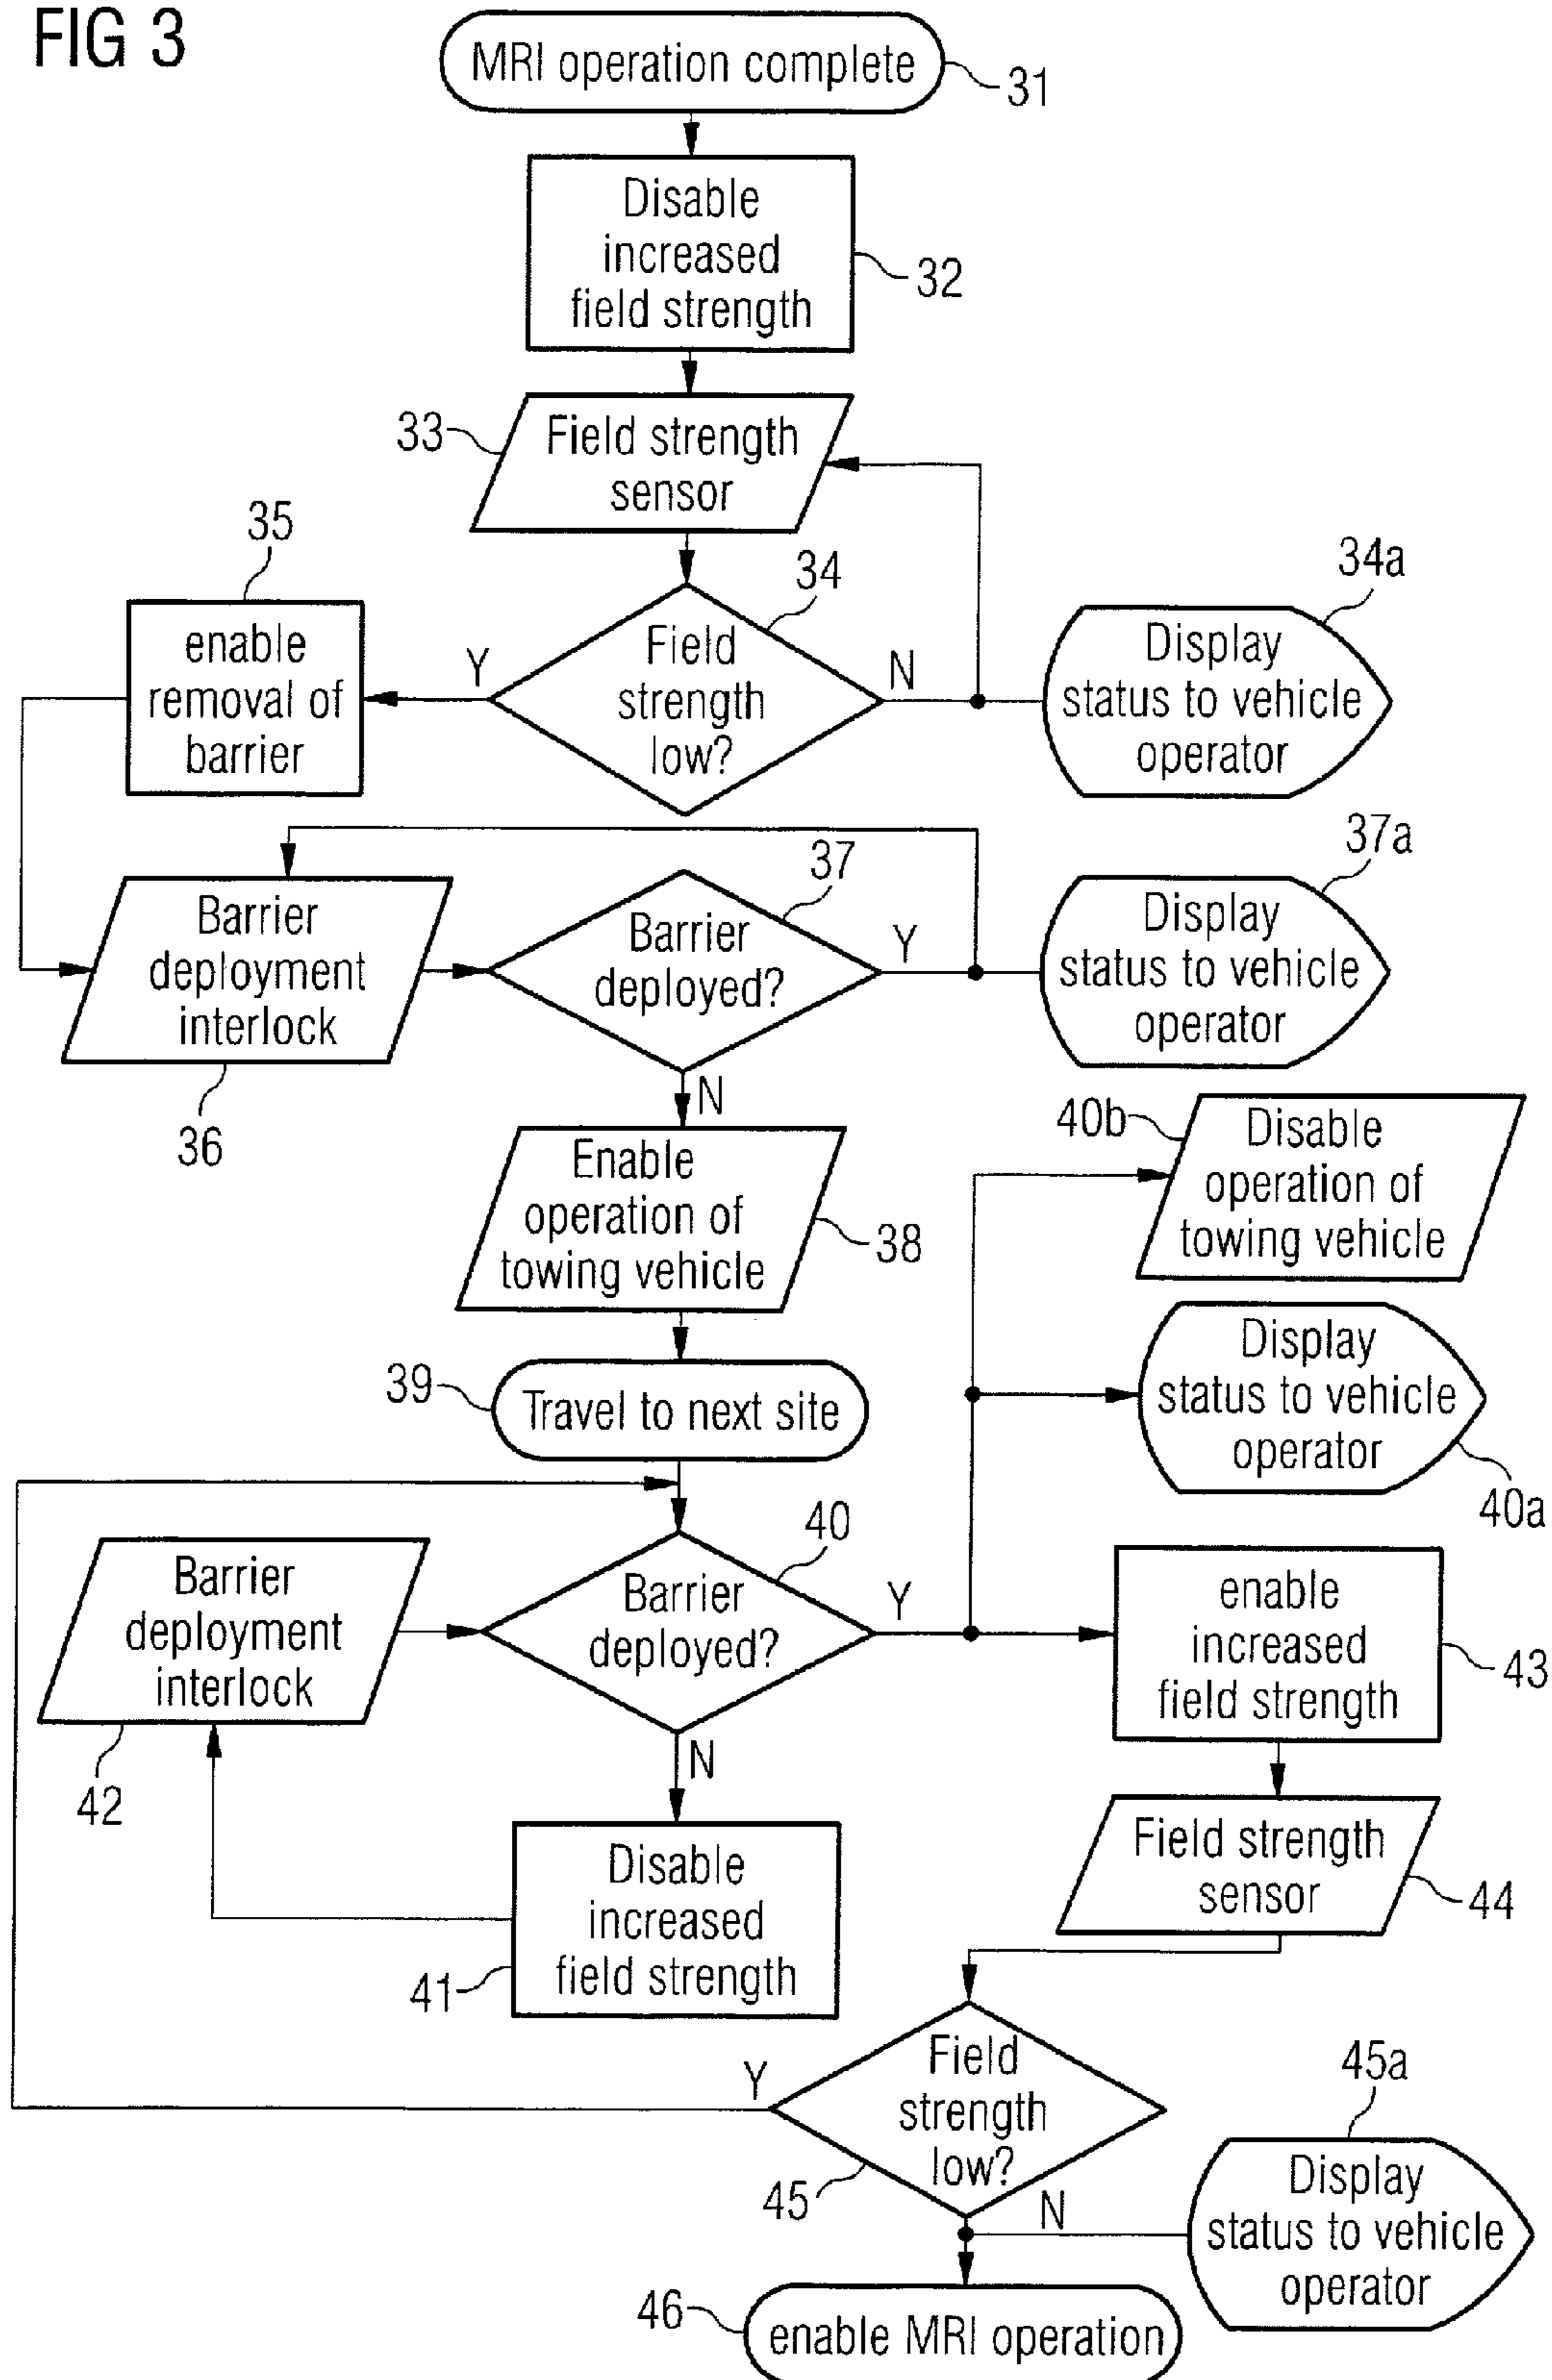 FIG 3
MRI operation complete
31
Disable
increased
field strength
32
33
Field strength
sensor
35
34
34a
enable
removal of
barrier
Y
Field
strength
low?
N
Display
status to vehicle
operator
37
37a
Barrier
deployment
interlock
36
Barrier
deployed?
Y
Display
status to vehicle
operator
N
40b
Disable
operation of
towing vehicle
Enable
operation of
towing vehicle
38
Display
status to vehicle
operator
40a
39
Travel to next site
40
Barrier
deployment
interlock
42
Barrier
deployed?
Y
enable
increased
field strength
43
N
Disable
increased
field strength
41
Field strength
sensor
44
Y
Field
strength
low?
45
N
45a
Display
status to vehicle
operator
46
enable MRI operation